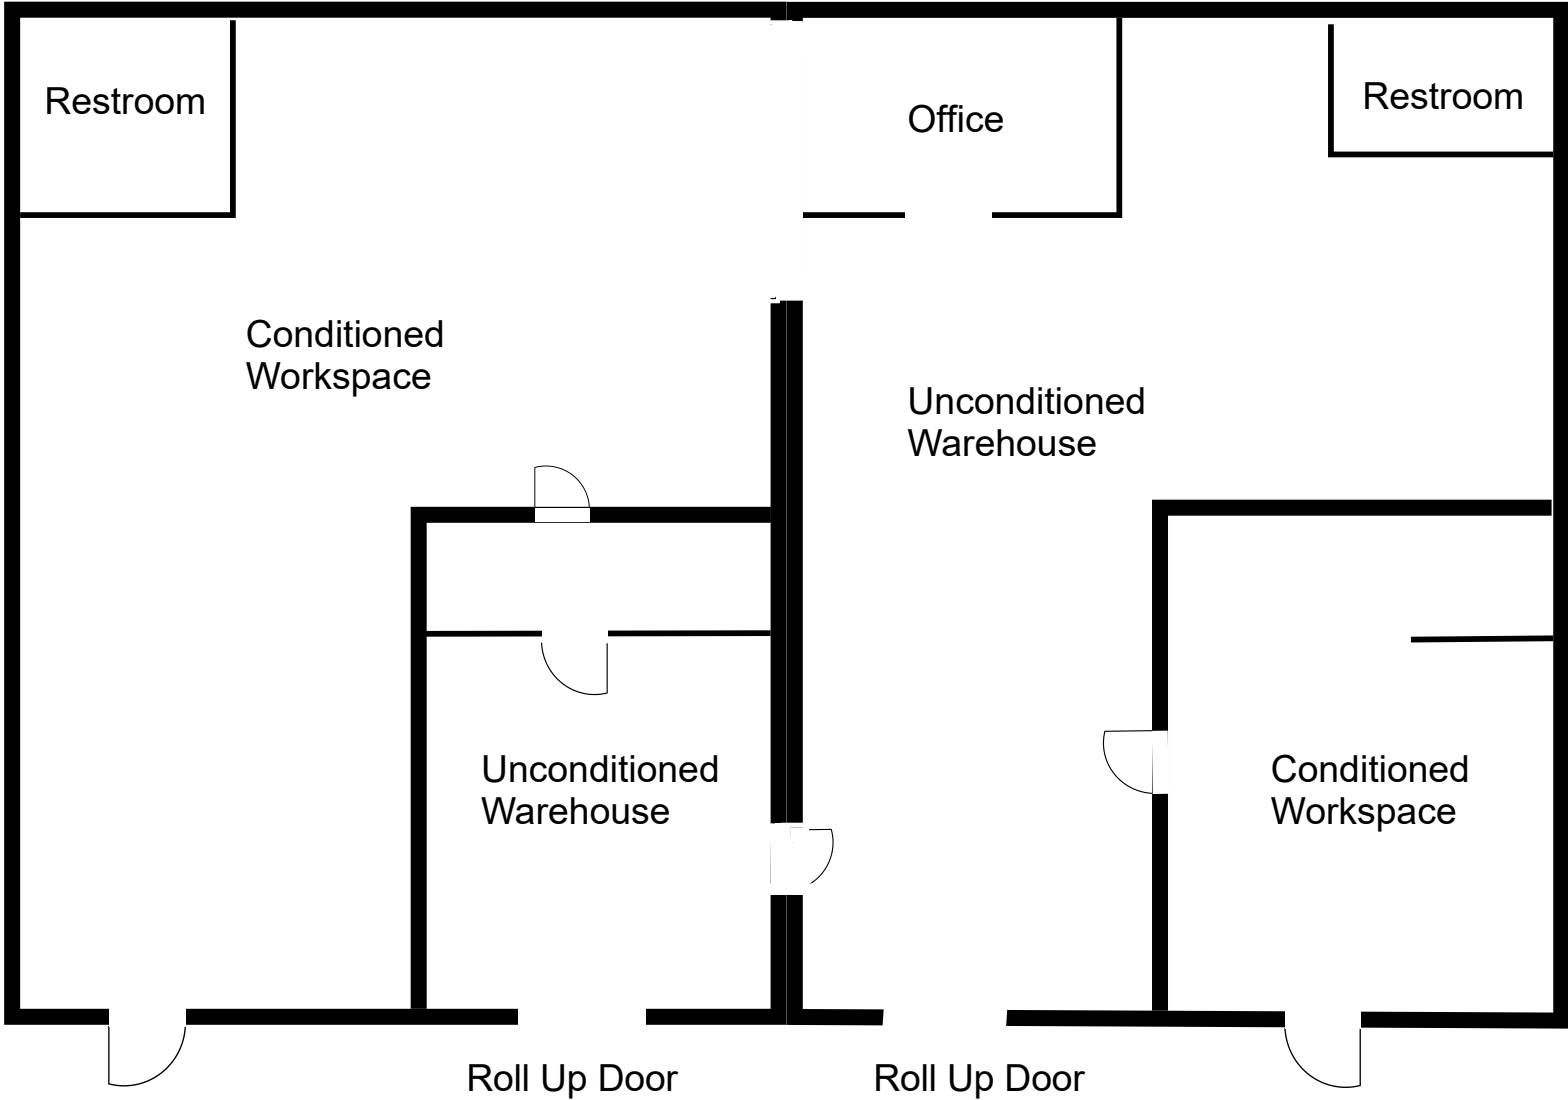 Restroom
Office
Restroom
Conditioned
Workspace
Unconditioned
Warehouse
Unconditioned
Warehouse
Conditioned
Workspace
Roll Up Door
Roll Up Door